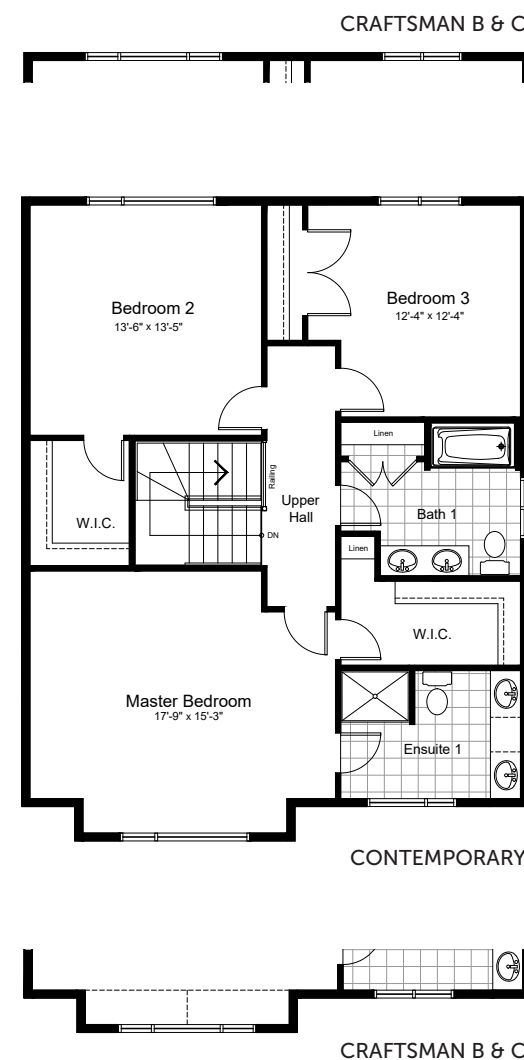 CRAFTSMAN B & C
Bedroom 2
13'-6" x 13'-5"
Bedroom 3
12'-4" x 12'-4"
Linen
Railing
W.I.C.
Upper
Hall
Bath 1
DN
Linen
W.I.C.
Master Bedroom
17'-9" x 15'-3"
Ensuite 1
CONTEMPORARY
CRAFTSMAN B & C